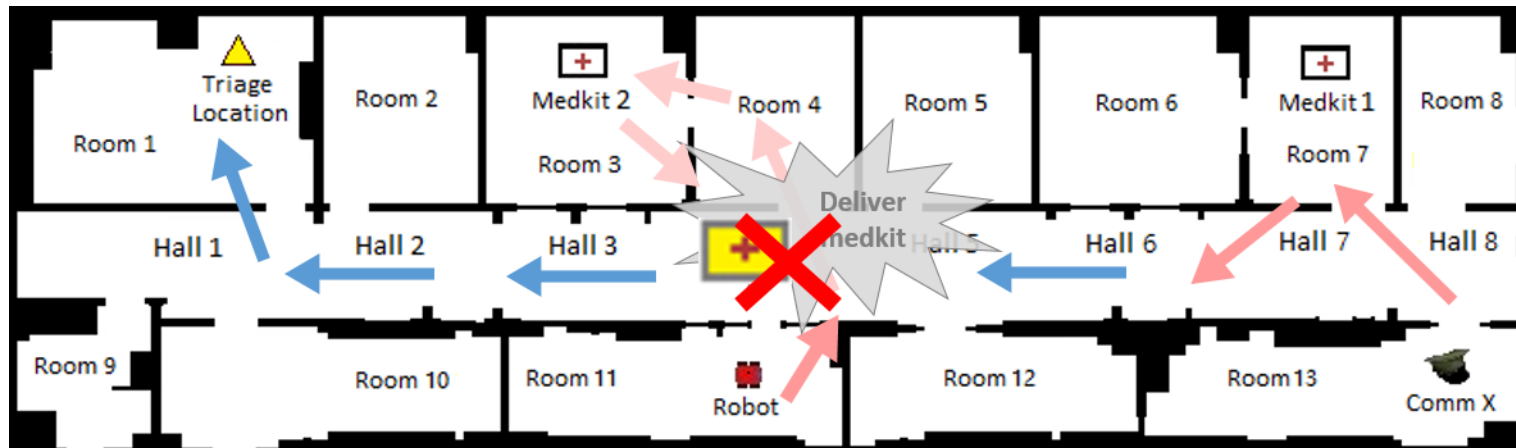 Triage
Location
Room 1
Room 2
Medkit 2
Room 3
Room 4
Room 5
Room 6
Medkit 1
Room 7
Room 8
Deliver
medkit
Hall 1
Hall 2
Hall 3
Hall 5
Hall 6
Hall 7
Hall 8
Room 9
Room 10
Room 11
Robot
Room 12
Room 13
Comm X